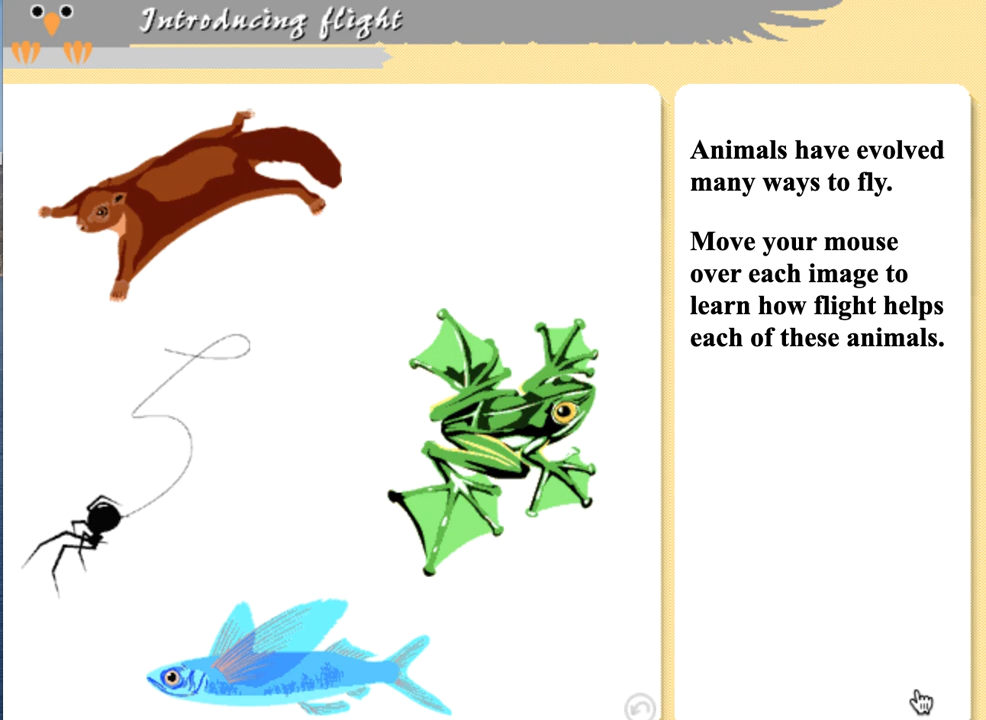 Introducing flight
Animals have evolved
many ways to fly.
Move your mouse
over each image to
learn how flight helps
each of these animals.